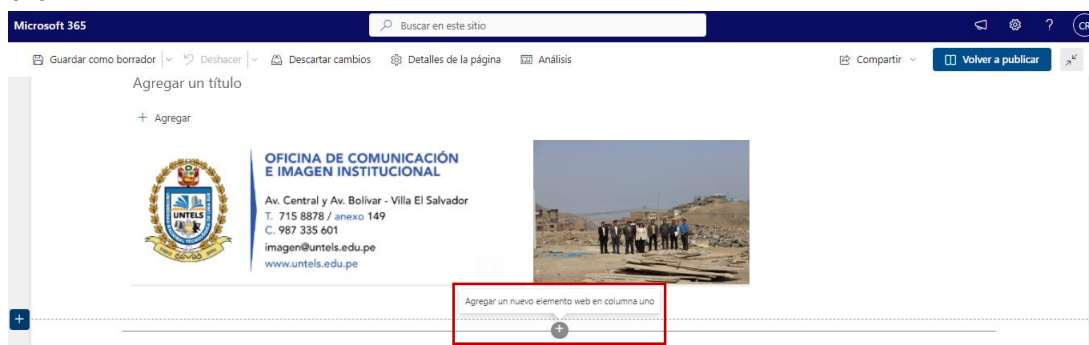 Microsoft 365
Buscar en este sitio
?
CR
Guardar como borrador
Deshacer
Descartar cambios
Detalles de la página
Análisis
Compartir
Volver a publicar
Agregar un título
+ Agregar
UNTELS
OFICINA DE COMUNICACIÓN
E IMAGEN INSTITUCIONAL
Av. Central y Av. Bolívar - Villa El Salvador
T. 715 8878 / anexo 149
C. 987 335 601
imagen@untels.edu.pe
www.untels.edu.pe
Agregar un nuevo elemento web en columna uno